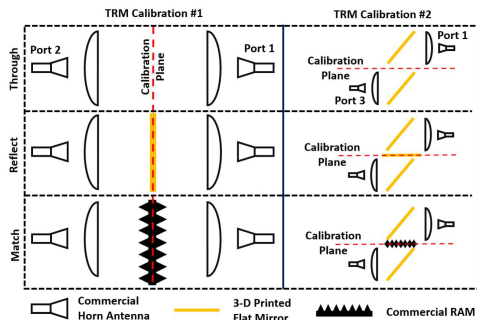 TRM Calibration #1
TRM Calibration #2
Through
Port 2
Calibration
Plane
Port 1
Calibration
Plane
Port 1
Port 3
Reflect
Calibration
Plane
Match
Calibration
Plane
Commercial
Horn Antenna
3-D Printed
Flat Mirror
Commercial RAM